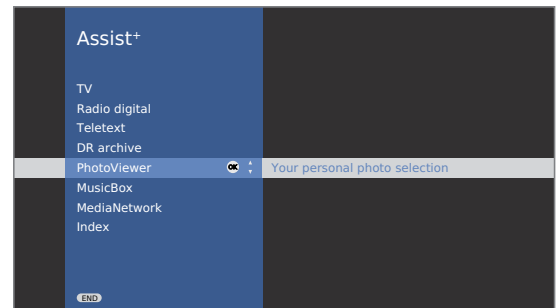 Assist+
TV
Radio digital
Teletext
DR archive
PhotoViewer OK Your personal photo selection
MusicBox
MediaNetwork
Index
END